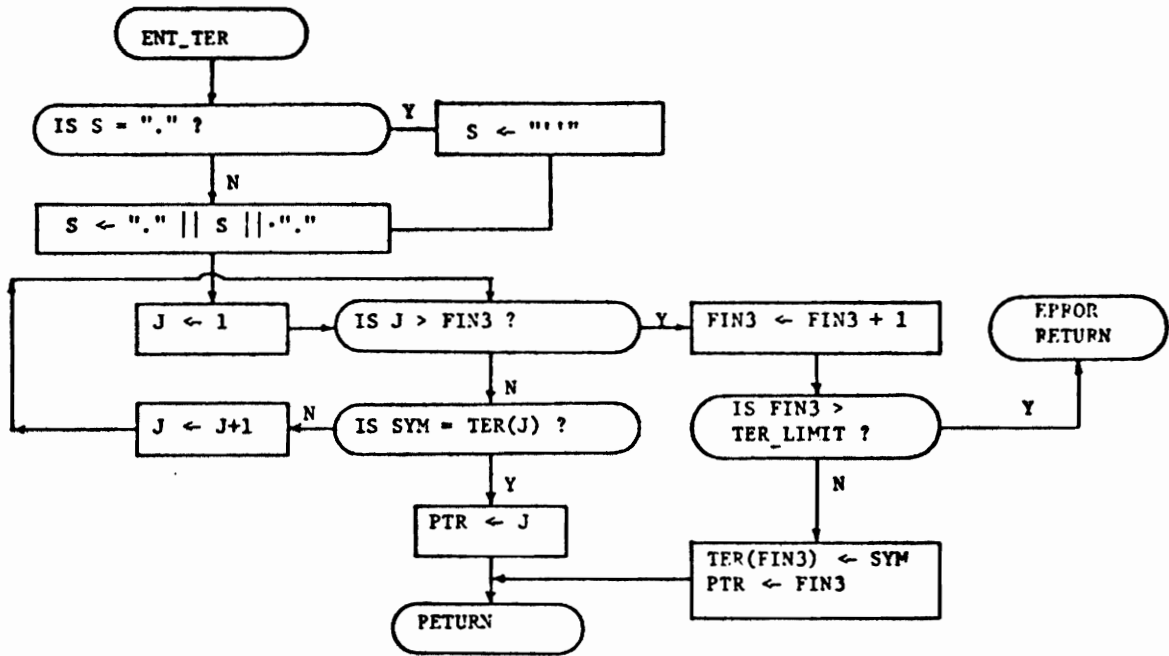 ENT_TER
IS S = "." ?
Y
S ← "''"
N
S ← "." || S ||·"."
J ← 1
IS J > FIN3 ?
Y
FIN3 ← FIN3 + 1
EPPOR
RETURN
N
J ← J+1
N
IS SYM = TER(J) ?
IS FIN3 >
TER_LIMIT ?
Y
Y
N
PTR ← J
TER(FIN3) ← SYM
PTR ← FIN3
PETURN